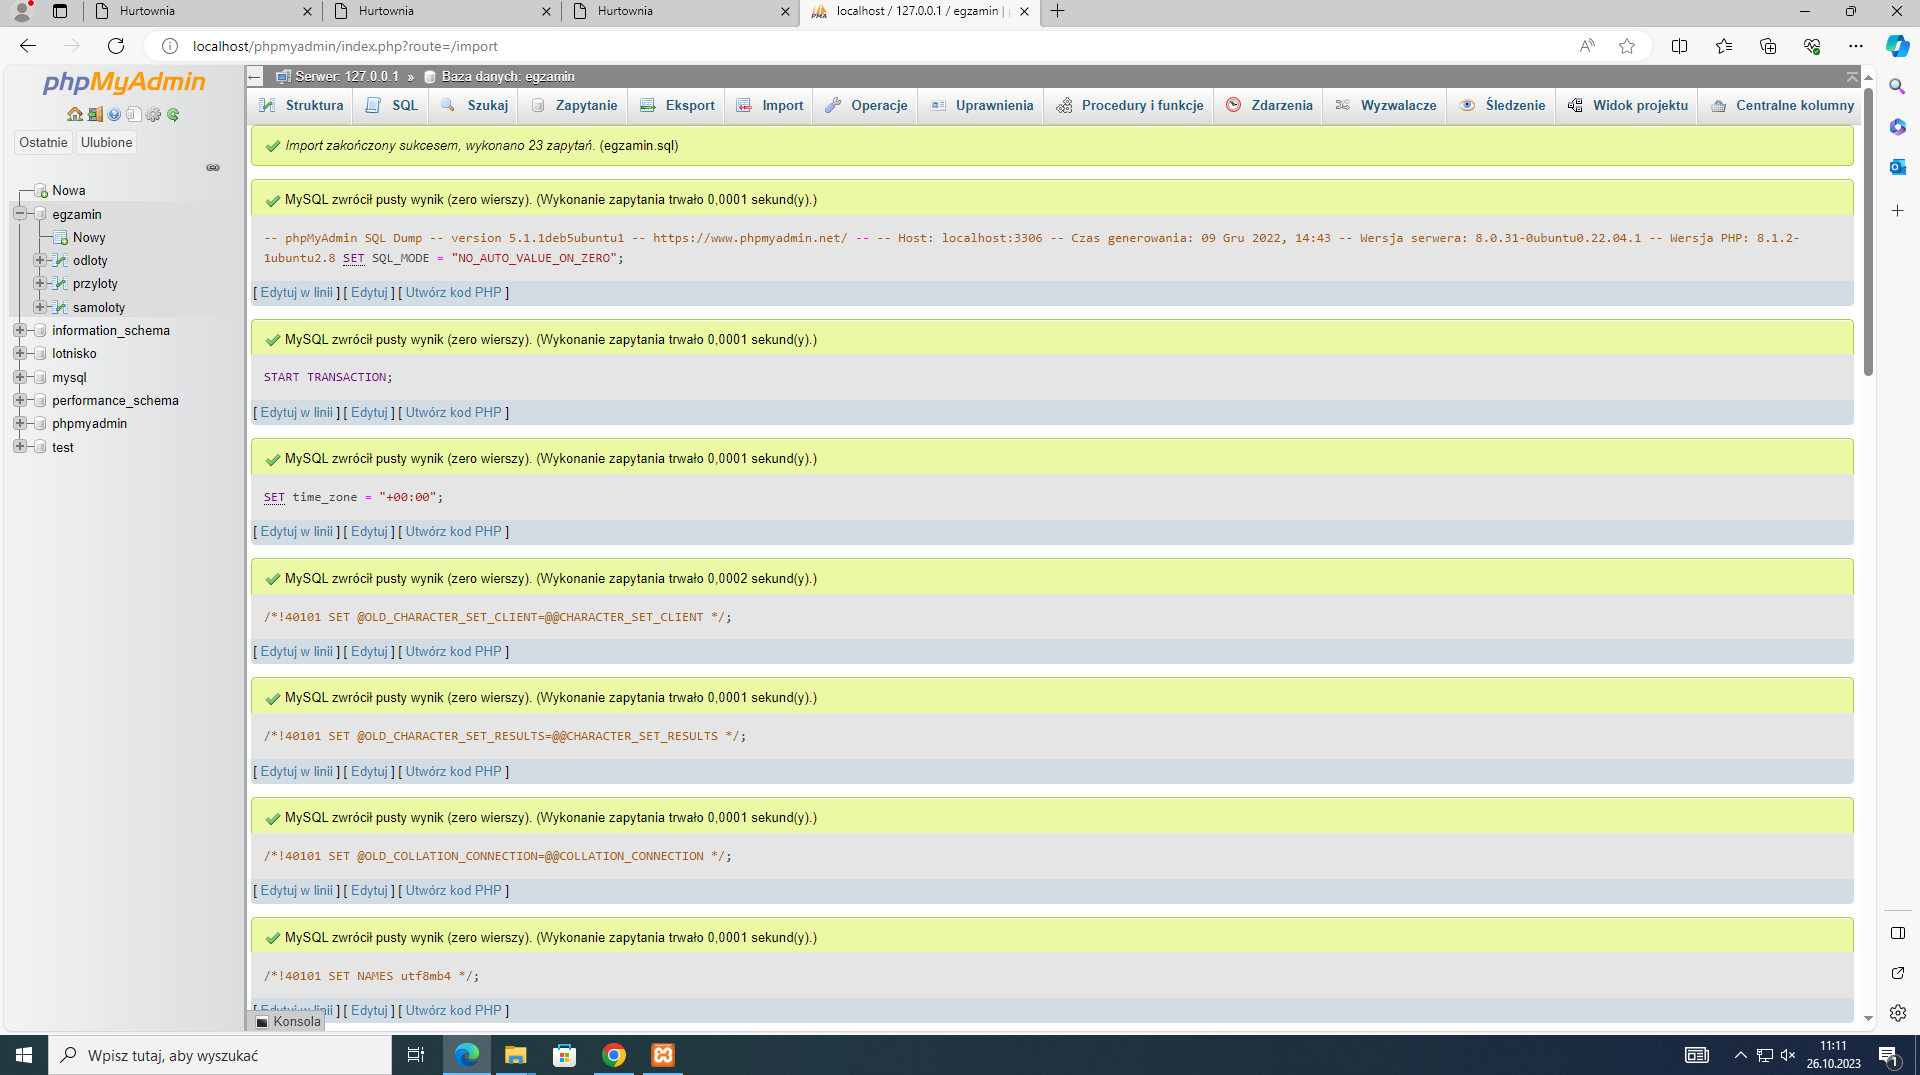 Hurtownia
Hurtownia
Hurtownia
localhost / 127.0.0.1 / egzamin |
localhost/phpmyadmin/index.php?route=/import
phpMyAdmin
Ostatnie Ulubione
Nowa
egzamin
Nowy
odloty
przyloty
samoloty
information_schema
lotnisko
mysql
performance_schema
phpmyadmin
test
Serwer: 127.0.0.1 » Baza danych: egzamin
Struktura SQL Szukaj Zapytanie Eksport Import Operacje Uprawnienia Procedury i funkcje Zdarzenia Wyzwalacze Śledzenie Widok projektu Centralne kolumny
Import zakończony sukcesem, wykonano 23 zapytań. (egzamin.sql)
MySQL zwrócił pusty wynik (zero wierszy). (Wykonanie zapytania trwało 0,0001 sekund(y).)
-- phpMyAdmin SQL Dump -- version 5.1.1deb5ubuntu1 -- https://www.phpmyadmin.net/ -- -- Host: localhost:3306 -- Czas generowania: 09 Gru 2022, 14:43 -- Wersja serwera: 8.0.31-0ubuntu0.22.04.1 -- Wersja PHP: 8.1.2-
1ubuntu2.8 SET SQL_MODE = "NO_AUTO_VALUE_ON_ZERO";
[ Edytuj w linii ] [ Edytuj ] [ Utwórz kod PHP ]
MySQL zwrócił pusty wynik (zero wierszy). (Wykonanie zapytania trwało 0,0001 sekund(y).)
START TRANSACTION;
[ Edytuj w linii ] [ Edytuj ] [ Utwórz kod PHP ]
MySQL zwrócił pusty wynik (zero wierszy). (Wykonanie zapytania trwało 0,0001 sekund(y).)
SET time_zone = "+00:00";
[ Edytuj w linii ] [ Edytuj ] [ Utwórz kod PHP ]
MySQL zwrócił pusty wynik (zero wierszy). (Wykonanie zapytania trwało 0,0002 sekund(y).)
/*!40101 SET @OLD_CHARACTER_SET_CLIENT=@@CHARACTER_SET_CLIENT */;
[ Edytuj w linii ] [ Edytuj ] [ Utwórz kod PHP ]
MySQL zwrócił pusty wynik (zero wierszy). (Wykonanie zapytania trwało 0,0001 sekund(y).)
/*!40101 SET @OLD_CHARACTER_SET_RESULTS=@@CHARACTER_SET_RESULTS */;
[ Edytuj w linii ] [ Edytuj ] [ Utwórz kod PHP ]
MySQL zwrócił pusty wynik (zero wierszy). (Wykonanie zapytania trwało 0,0001 sekund(y).)
/*!40101 SET @OLD_COLLATION_CONNECTION=@@COLLATION_CONNECTION */;
[ Edytuj w linii ] [ Edytuj ] [ Utwórz kod PHP ]
MySQL zwrócił pusty wynik (zero wierszy). (Wykonanie zapytania trwało 0,0001 sekund(y).)
/*!40101 SET NAMES utf8mb4 */;
[ Edytuj w linii ] [ Edytuj ] [ Utwórz kod PHP ]
Konsola
Wpisz tutaj, aby wyszukać
11:11
26.10.2023
1